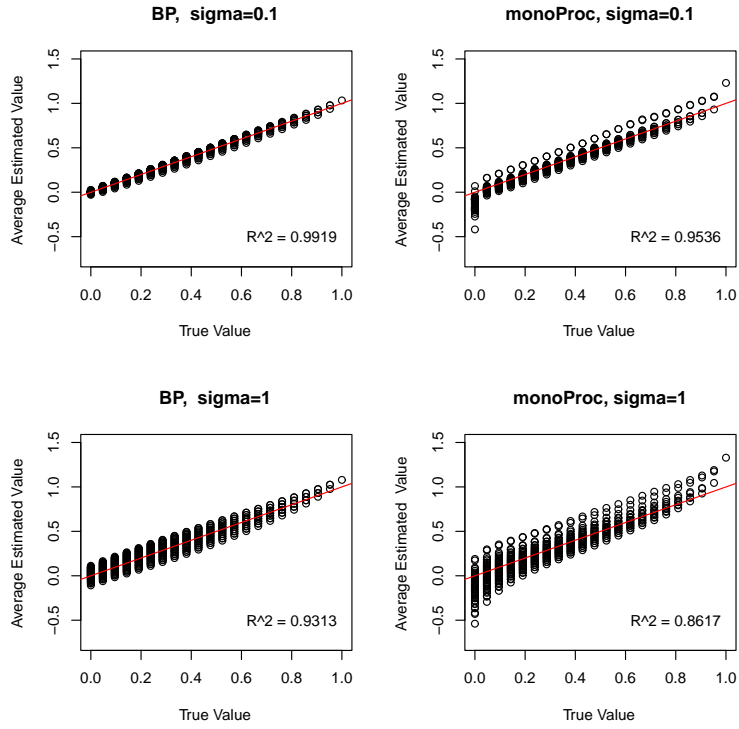 BP,  sigma=0.1
Average Estimated Value
1.5
1.0
0.5
0.0
−0.5
R^2 = 0.9919
0.0 0.2 0.4 0.6 0.8 1.0
True Value
monoProc, sigma=0.1
Average Estimated  Value
1.5
1.0
0.5
0.0
−0.5
R^2 = 0.9536
0.0 0.2 0.4 0.6 0.8 1.0
True Value
BP,  sigma=1
Average Estimated Value
1.5
1.0
0.5
0.0
−0.5
R^2 = 0.9313
0.0 0.2 0.4 0.6 0.8 1.0
True Value
monoProc, sigma=1
Average Estimated  Value
1.5
1.0
0.5
0.0
−0.5
R^2 = 0.8617
0.0 0.2 0.4 0.6 0.8 1.0
True Value